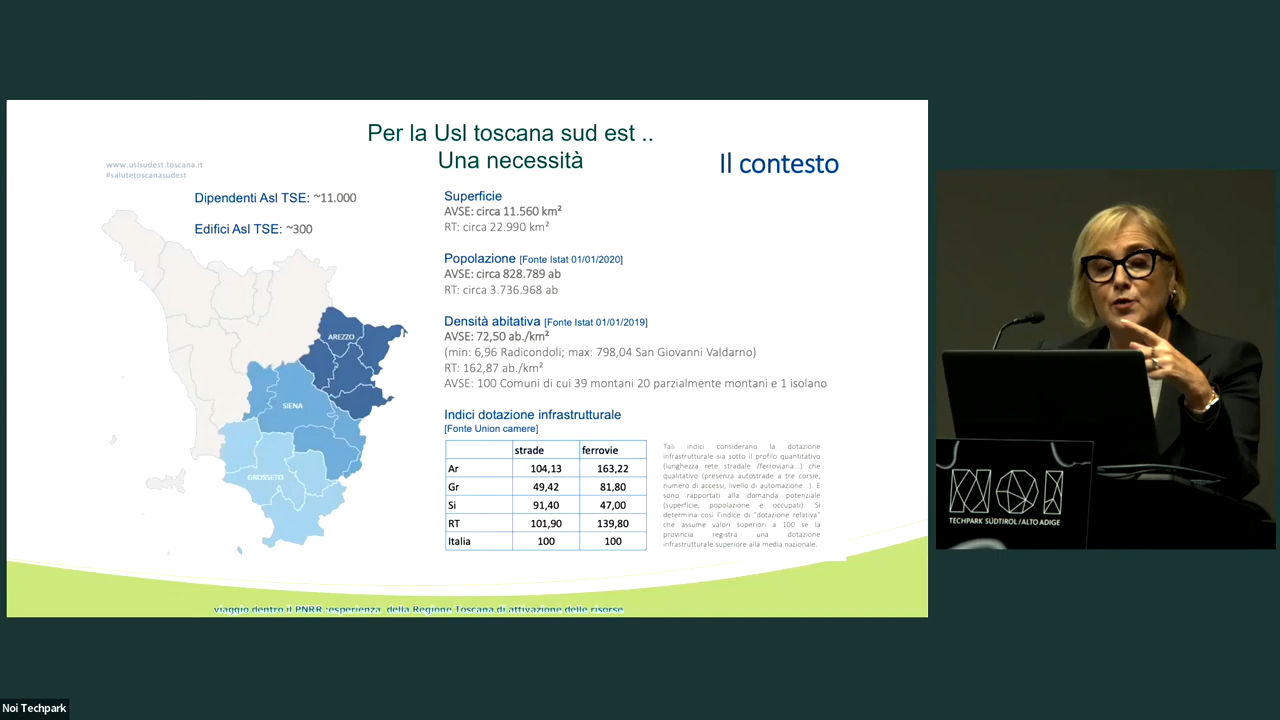 Per la Usl toscana sud est ..
Una necessità
Il contesto
www.uslsudest.toscana.it
#salutetoscanasudest
Dipendenti Asl TSE: ~11.000
Edifici Asl TSE: ~300
AREZZO
SIENA
GROSSETO
Superficie
AVSE: circa 11.560 km²
RT: circa 22.990 km²
Popolazione [Fonte Istat 01/01/2020]
AVSE: circa 828.789 ab
RT: circa 3.736.968 ab
Densità abitativa [Fonte Istat 01/01/2019]
AVSE: 72,50 ab./km²
(min: 6,96 Radicondoli; max: 798,04 San Giovanni Valdarno)
RT: 162,87 ab./km²
AVSE: 100 Comuni di cui 39 montani 20 parzialmente montani e 1 isolano
Indici dotazione infrastrutturale
[Fonte Union camere]
strade ferrovie
Ar 104,13 163,22
Gr 49,42 81,80
Si 91,40 47,00
RT 101,90 139,80
Italia 100 100
Tali indici considerano la dotazione
infrastrutturale sia sotto il profilo quantitativo
(lunghezza rete stradale /ferroviaria...) che
qualitativo (presenza autostrade a tre corsie,
numero di accessi, livello di automazione...). E
sono rapportati alla domanda potenziale
(superficie, popolazione e occupati). Si
determina così l'indice di "dotazione relativa"
che assume valori superiori a 100 se la
provincia registra una dotazione
infrastrutturale superiore alla media nazionale.
viaggio dentro il PNRR :esperienza della Regione Toscana di attivazione delle risorse
NOI
TECHPARK SÜDTIROL/ALTO ADIGE
Noi Techpark